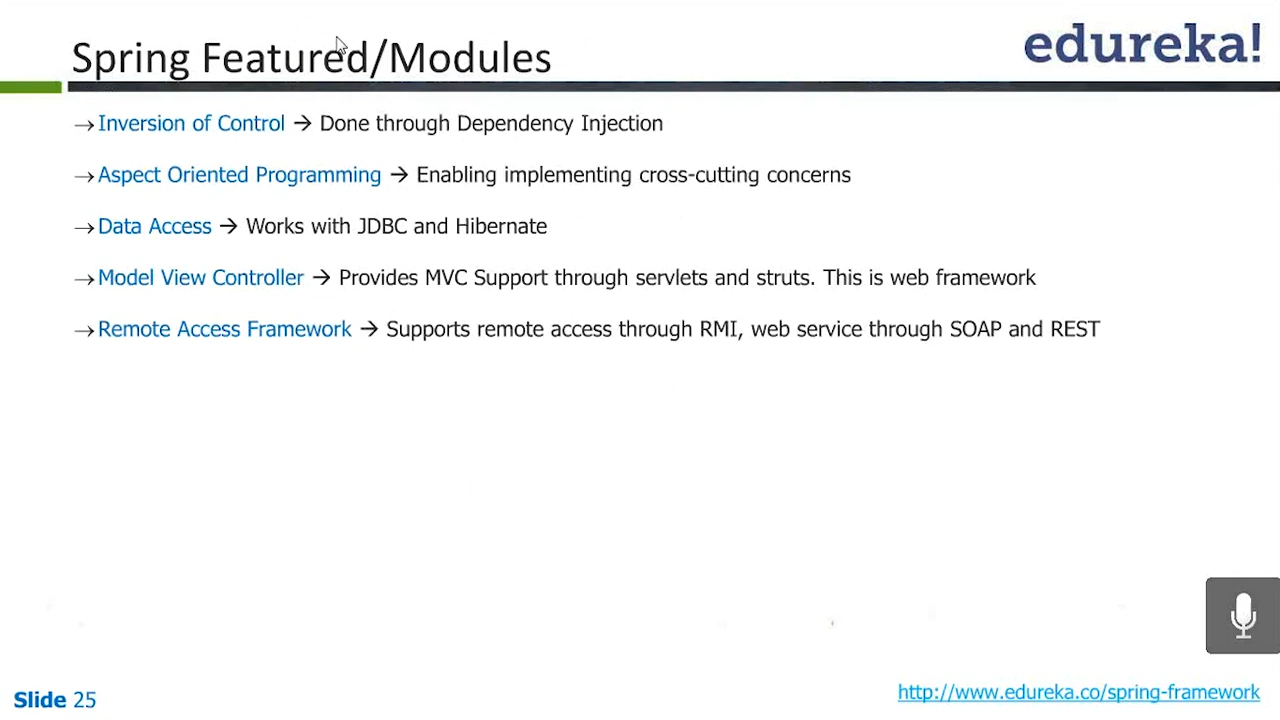 Spring Featured/Modules
edureka!
→Inversion of Control → Done through Dependency Injection
→Aspect Oriented Programming → Enabling implementing cross-cutting concerns
→Data Access → Works with JDBC and Hibernate
→Model View Controller → Provides MVC Support through servlets and struts. This is web framework
→Remote Access Framework → Supports remote access through RMI, web service through SOAP and REST
Slide 25
http://www.edureka.co/spring-framework